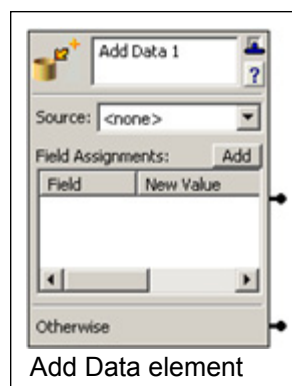 Add Data 1
?
Source: <none>
Field Assignments: Add
Field New Value
Otherwise
Add Data element